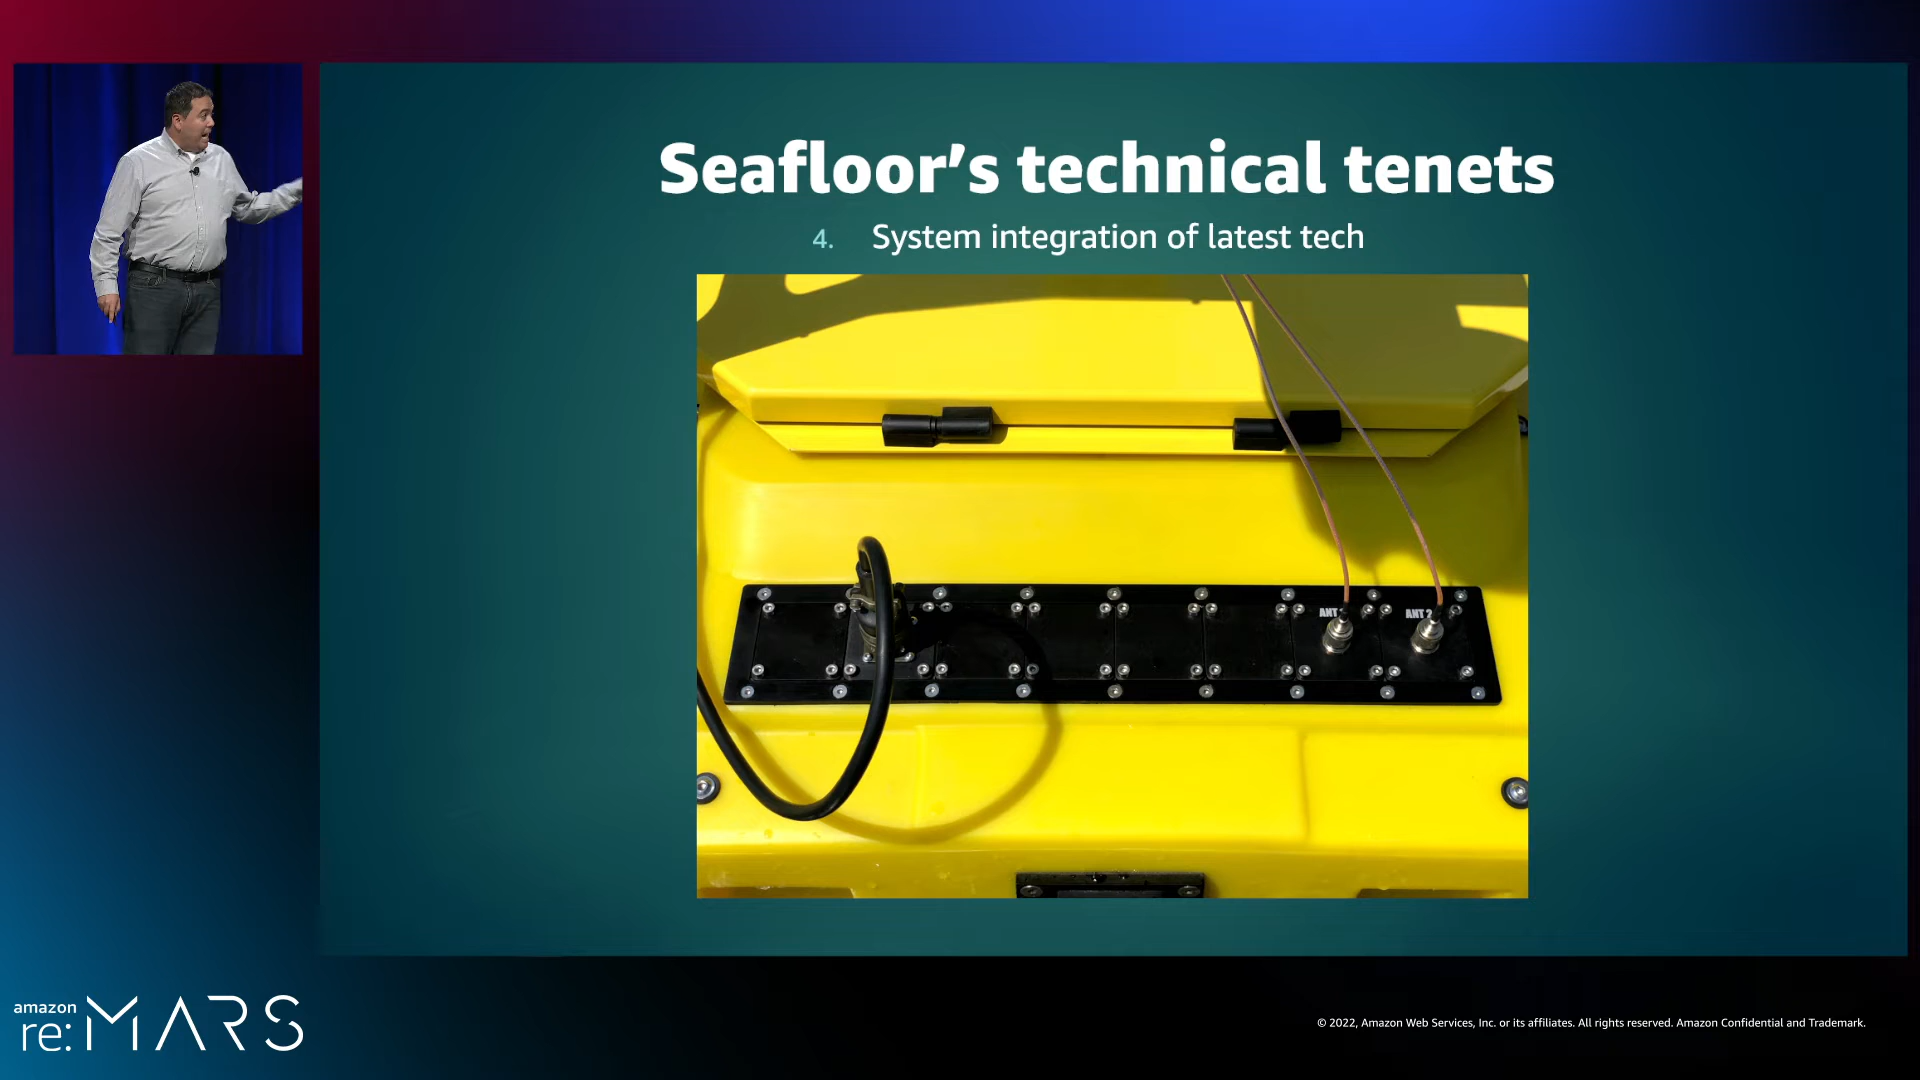 Seafloor's technical tenets
4. System integration of latest tech
ANT
ANT 2
amazon
re:MARS
© 2022, Amazon Web Services, Inc. or its affiliates. All rights reserved. Amazon Confidential and Trademark.